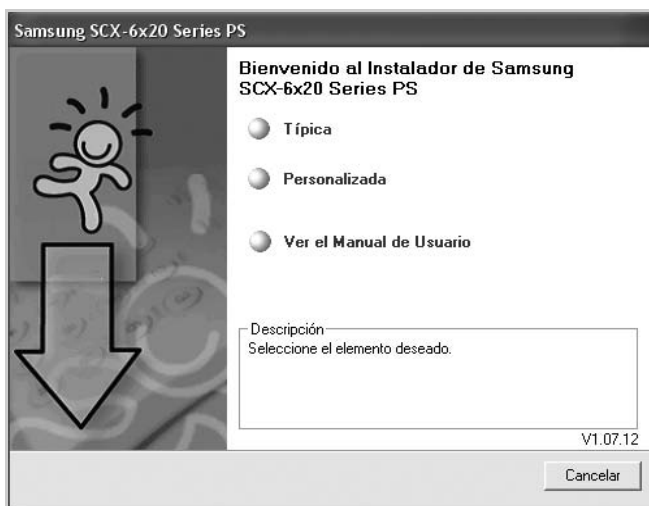 Samsung SCX-6x20 Series PS
Bienvenido al Instalador de Samsung
SCX-6x20 Series PS
Típica
Personalizada
Ver el Manual de Usuario
Descripción
Seleccione el elemento deseado.
V1.07.12
Cancelar